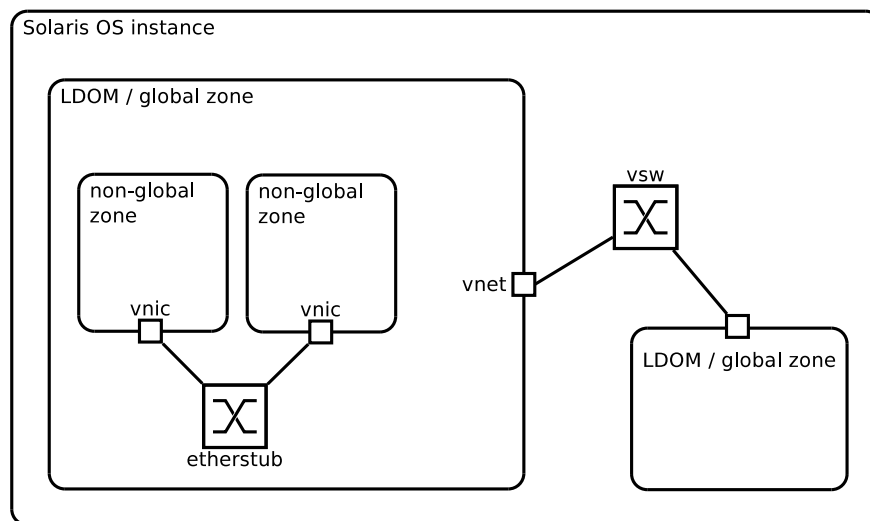 Solaris OS instance
LDOM / global zone
non-global
zone
non-global
zone
vnic
vnic
etherstub
vnet
vsw
LDOM / global zone